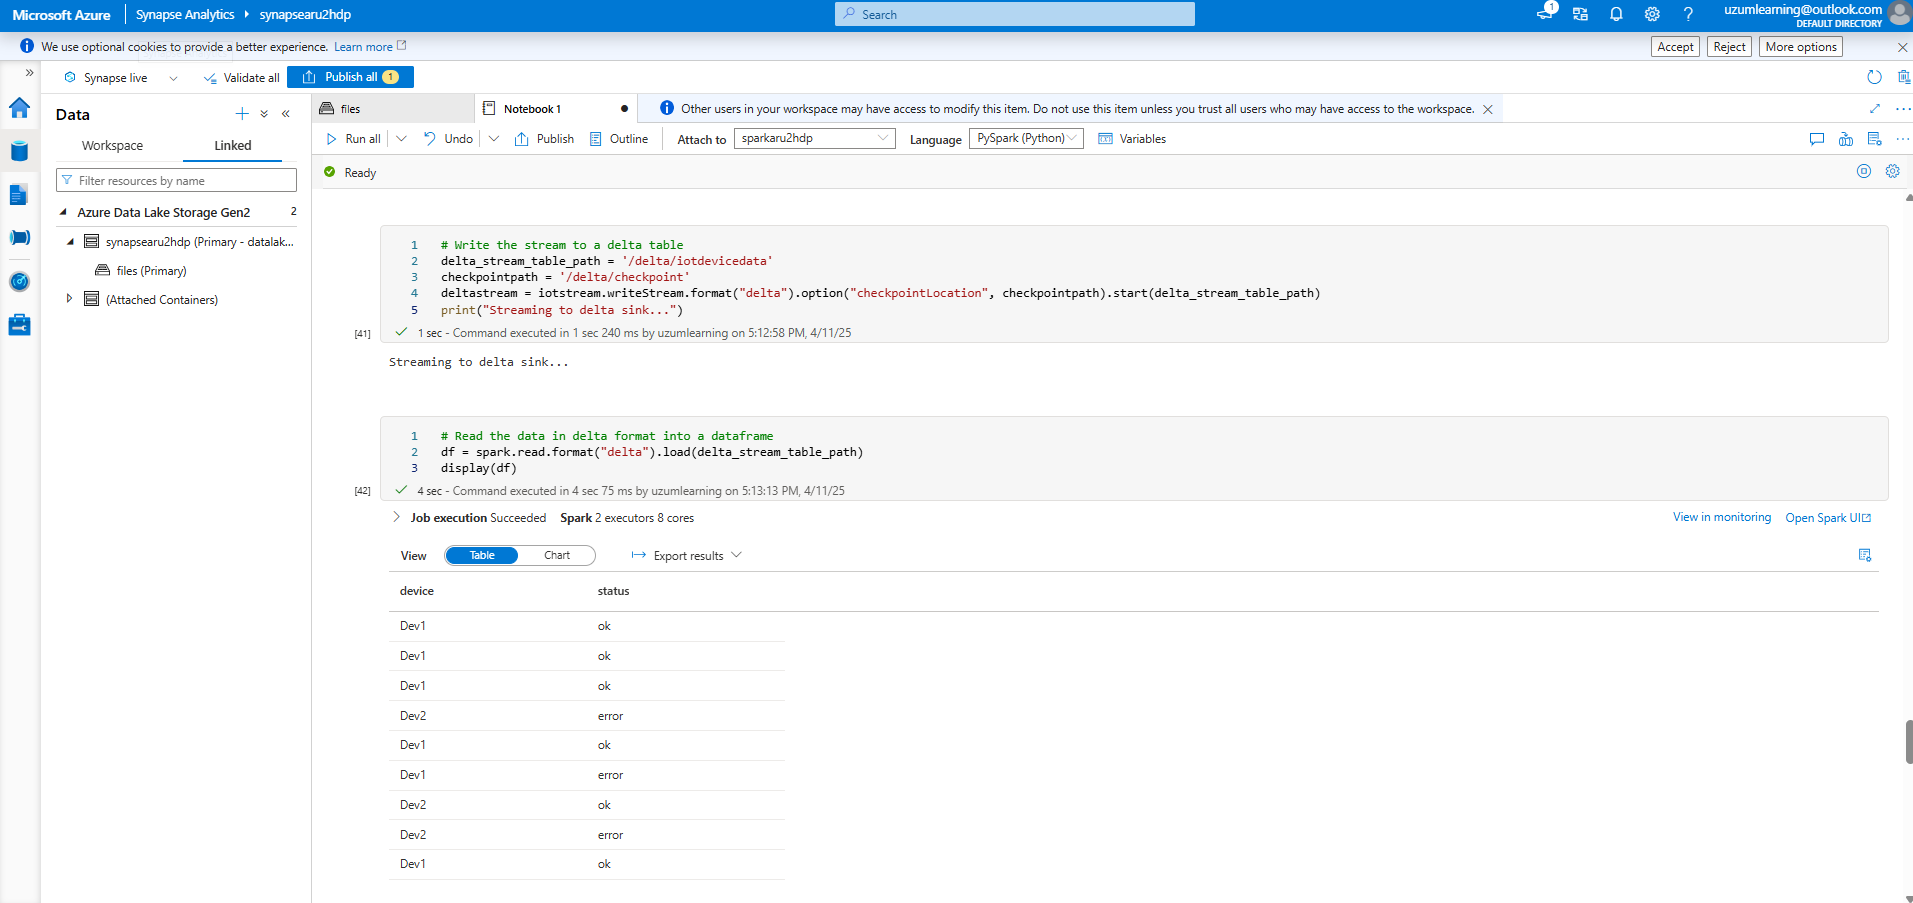 Microsoft Azure Synapse Analytics synapsearu2hdp Search 1 uzumlearning@outlook.com
DEFAULT DIRECTORY
We use optional cookies to provide a better experience. Learn more Accept Reject More options
Synapse live Validate all Publish all 1
Data
Workspace Linked
Filter resources by name
Azure Data Lake Storage Gen2 2
synapsearu2hdp (Primary - datalak...
files (Primary)
(Attached Containers)
files Notebook 1 Other users in your workspace may have access to modify this item. Do not use this item unless you trust all users who may have access to the workspace.
Run all Undo Publish Outline Attach to sparkaru2hdp Language PySpark (Python) Variables
Ready
1 # Write the stream to a delta table
2 delta_stream_table_path = '/delta/iotdevicedata'
3 checkpointpath = '/delta/checkpoint'
4 deltastream = iotstream.writeStream.format("delta").option("checkpointLocation", checkpointpath).start(delta_stream_table_path)
5 print("Streaming to delta sink...")
[41] 1 sec - Command executed in 1 sec 240 ms by uzumlearning on 5:12:58 PM, 4/11/25
Streaming to delta sink...
1 # Read the data in delta format into a dataframe
2 df = spark.read.format("delta").load(delta_stream_table_path)
3 display(df)
[42] 4 sec - Command executed in 4 sec 75 ms by uzumlearning on 5:13:13 PM, 4/11/25
Job execution Succeeded Spark 2 executors 8 cores View in monitoring Open Spark UI
View Table Chart Export results
device status
Dev1 ok
Dev1 ok
Dev1 ok
Dev2 error
Dev1 ok
Dev1 error
Dev2 ok
Dev2 error
Dev1 ok